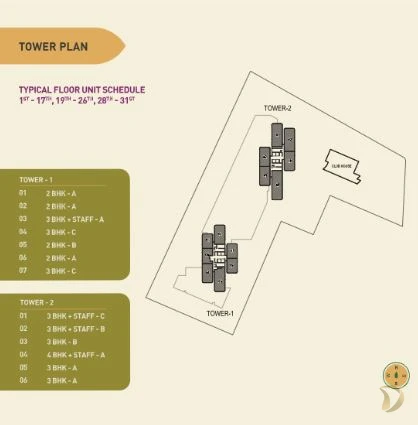 TOWER PLAN
TYPICAL FLOOR UNIT SCHEDULE
1ST - 17TH, 19TH - 26TH, 28TH - 31ST
TOWER - 1
01 2 BHK - A
02 2 BHK - A
03 3 BHK + STAFF - A
04 3 BHK - C
05 2 BHK - B
06 2 BHK - A
07 3 BHK - C
TOWER - 2
01 3 BHK + STAFF - C
02 3 BHK + STAFF - B
03 3 BHK - B
04 4 BHK + STAFF - A
05 3 BHK - A
06 3 BHK - A
TOWER-2
CLUB HOUSE
TOWER-1